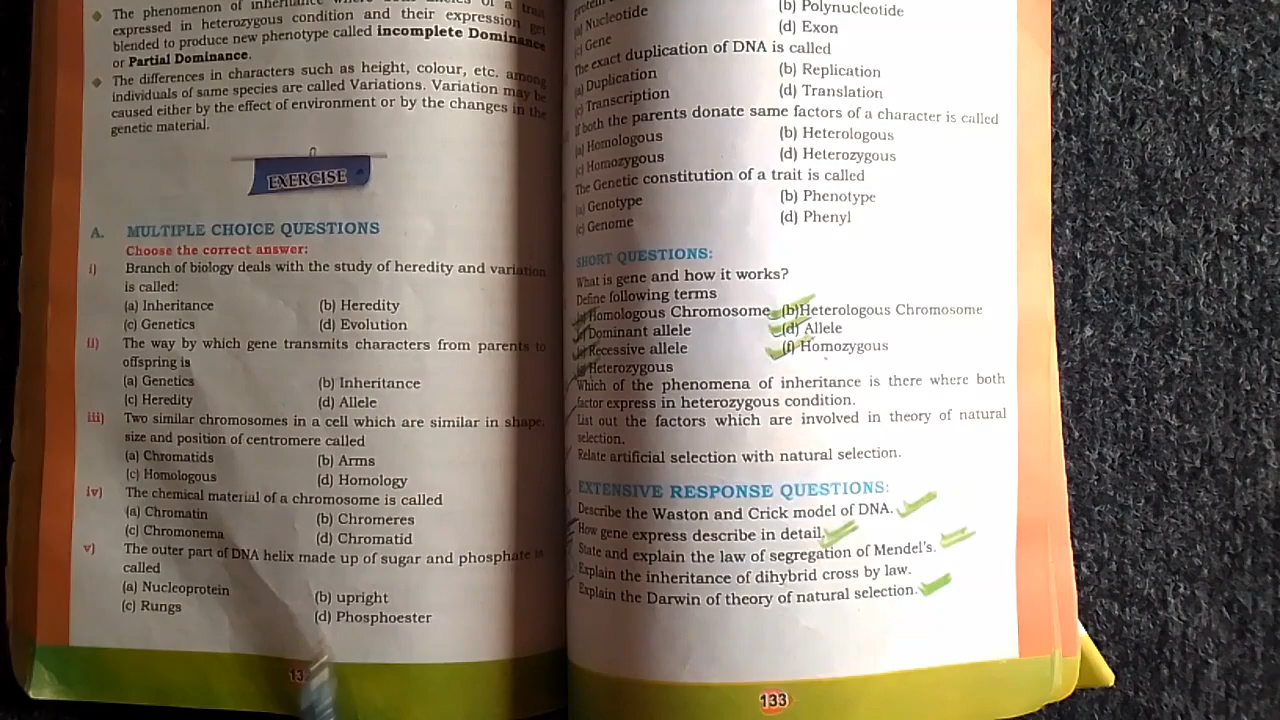 The phenomenon of inheritance where of a trait
expressed in heterozygous condition and their expression get
blended to produce new phenotype called Incomplete Dominance
or Partial Dominance.
The differences in characters such as height, colour, etc. among
individuals of same species are called Variations. Variation may be
caused either by the effect of environment or by the changes in the
genetic material.
EXERCISE
A. MULTIPLE CHOICE QUESTIONS
Choose the correct answer:
i) Branch of biology deals with the study of heredity and variation
is called:
(a) Inheritance (b) Heredity
(c) Genetics (d) Evolution
ii) The way by which gene transmits characters from parents to
offspring is
(a) Genetics (b) Inheritance
(c) Heredity (d) Allele
iii) Two similar chromosomes in a cell which are similar in shape,
size and position of centromere called
(a) Chromatids (b) Arms
(c) Homologous (d) Homology
iv) The chemical material of a chromosome is called
(a) Chromatin (b) Chromeres
(c) Chromonema (d) Chromatid
v) The outer part of DNA helix made up of sugar and phosphate is
called
(a) Nucleoprotein (b) upright
(c) Rungs (d) Phosphoester
13
(a) Nucleotide (b) Polynucleotide
(c) Gene (d) Exon
The exact duplication of DNA is called
(a) Duplication (b) Replication
(c) Transcription (d) Translation
If both the parents donate same factors of a character is called
(a) Homologous (b) Heterologous
(c) Homozygous (d) Heterozygous
The Genetic constitution of a trait is called
(a) Genotype (b) Phenotype
(c) Genome (d) Phenyl
SHORT QUESTIONS:
What is gene and how it works?
Define following terms
Homologous Chromosome (b)Heterologous Chromosome
Dominant allele (d) Allele
Recessive allele (f) Homozygous
Heterozygous
Which of the phenomena of inheritance is there where both
factor express in heterozygous condition.
List out the factors which are involved in theory of natural
selection.
Relate artificial selection with natural selection.
EXTENSIVE RESPONSE QUESTIONS:
Describe the Waston and Crick model of DNA.
How gene express describe in detail.
State and explain the law of segregation of Mendel's.
Explain the inheritance of dihybrid cross by law.
Explain the Darwin of theory of natural selection.
133